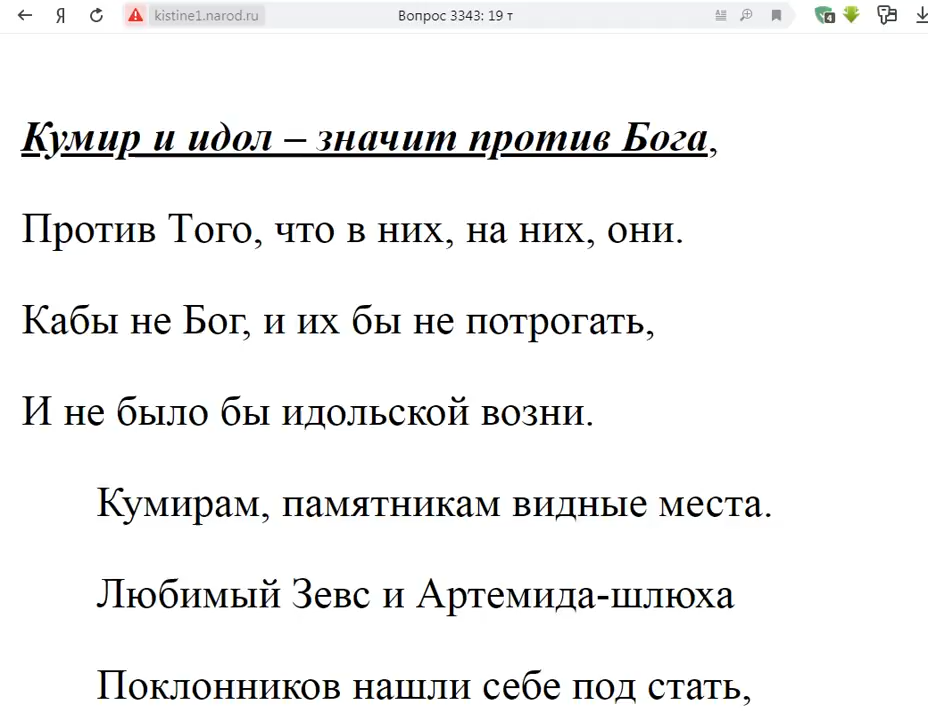 Я kistine1.narod.ru Вопрос 3343: 19 т 4
Кумир и идол – значит против Бога,
Против Того, что в них, на них, они.
Кабы не Бог, и их бы не потрогать,
И не было бы идольской возни.
Кумирам, памятникам видные места.
Любимый Зевс и Артемида-шлюха
Поклонников нашли себе под стать,